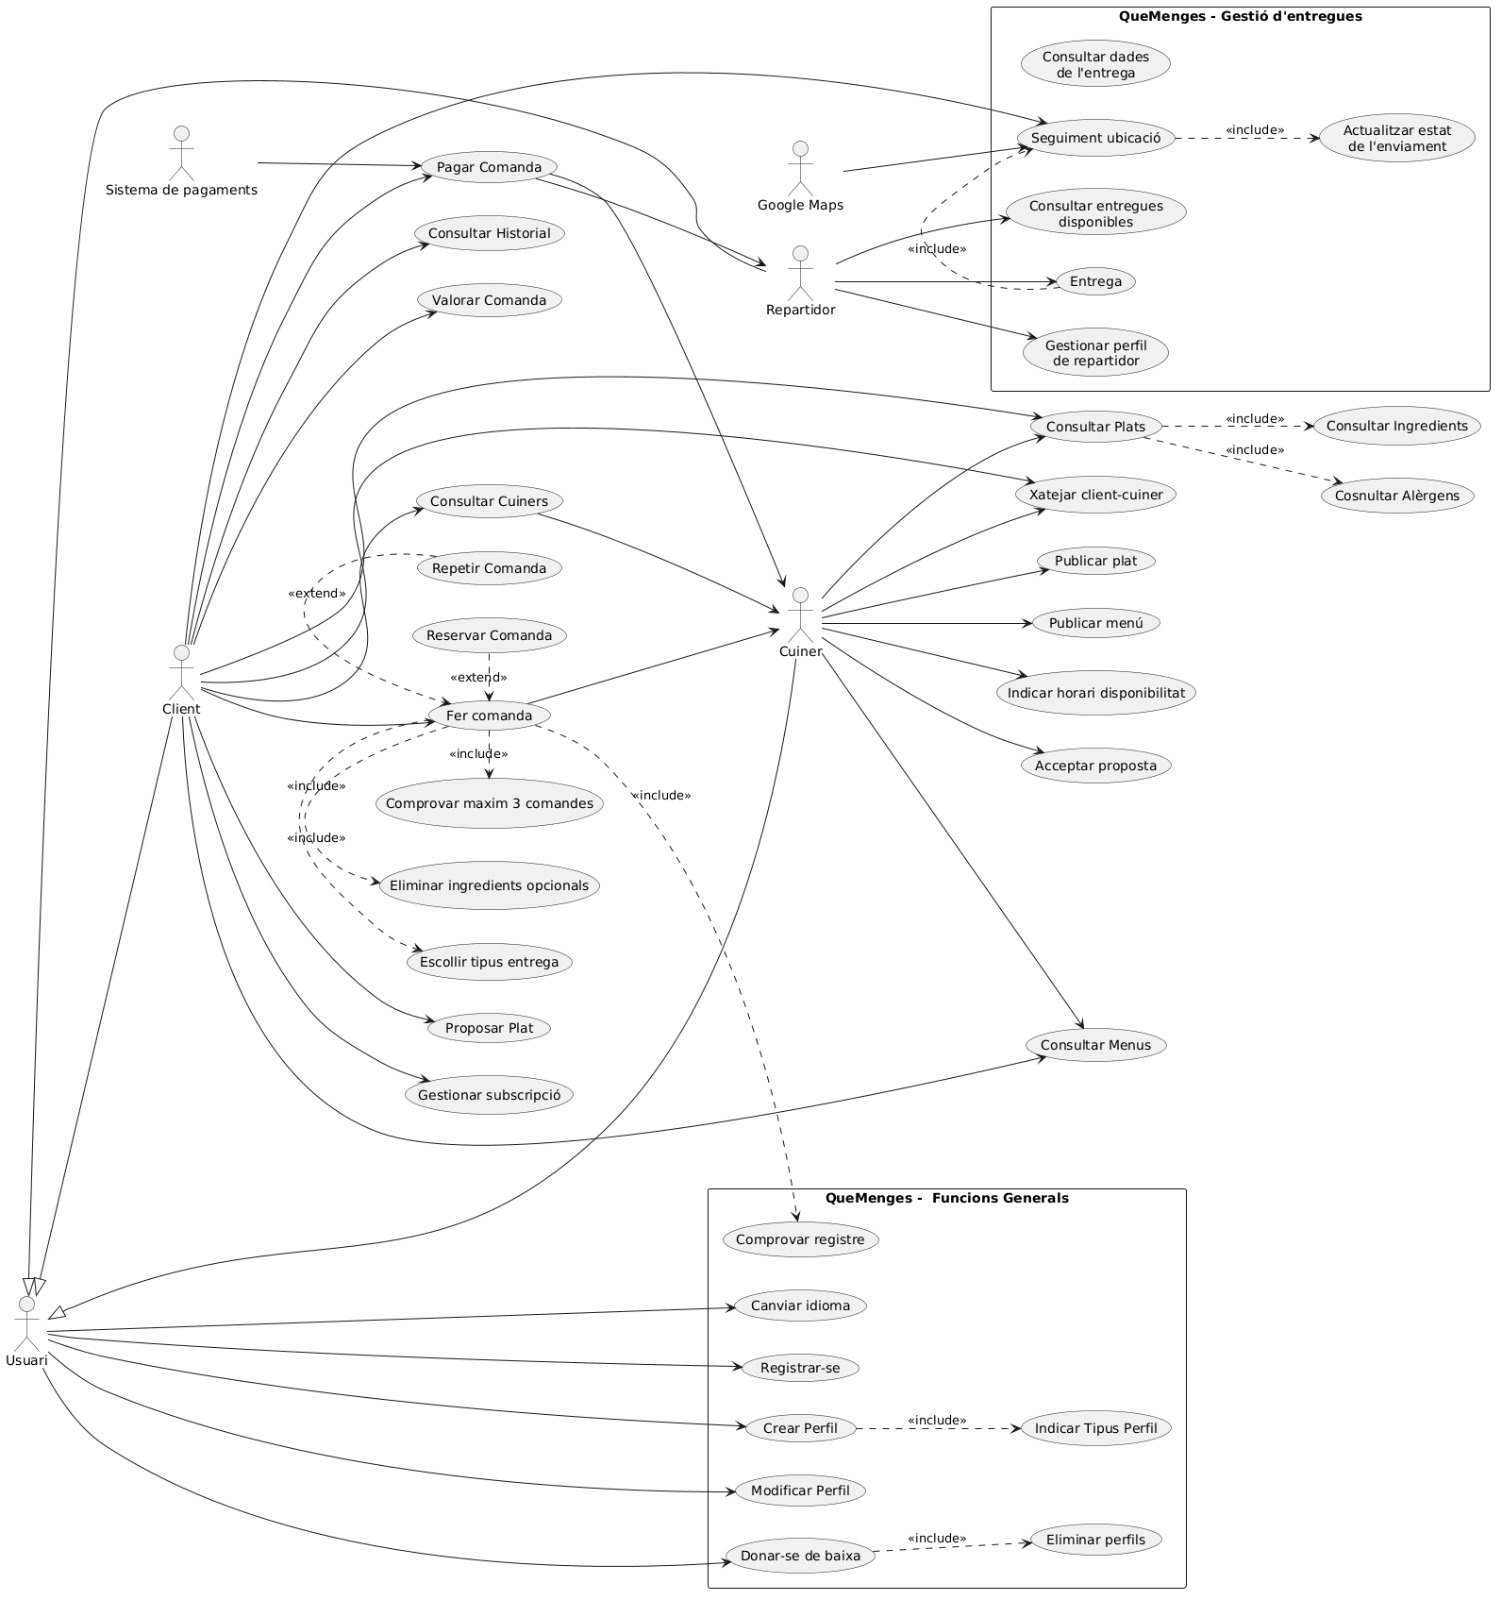 QueMenges - Gestió d'entregues
Consultar dades
de l'entrega
Seguiment ubicació
«include»
Actualitzar estat
de l'enviament
Sistema de pagaments
Pagar Comanda
Google Maps
Consultar entregues
disponibles
Consultar Historial
«include»
Repartidor
Entrega
Valorar Comanda
Gestionar perfil
de repartidor
Consultar Plats
«include»
Consultar Ingredients
«include»
Cosnultar Alèrgens
Consultar Cuiners
Xatejar client-cuiner
Repetir Comanda
«extend»
Publicar plat
Reservar Comanda
Publicar menú
Cuiner
«extend»
Client
Fer comanda
Indicar horari disponibilitat
«include»
Acceptar proposta
«include»
«include»
Comprovar maxim 3 comandes
«include»
Eliminar ingredients opcionals
Escollir tipus entrega
Proposar Plat
Consultar Menus
Gestionar subscripció
QueMenges -  Funcions Generals
Comprovar registre
Canviar idioma
Usuari
Registrar-se
Crear Perfil
«include»
Indicar Tipus Perfil
Modificar Perfil
Donar-se de baixa
«include»
Eliminar perfils